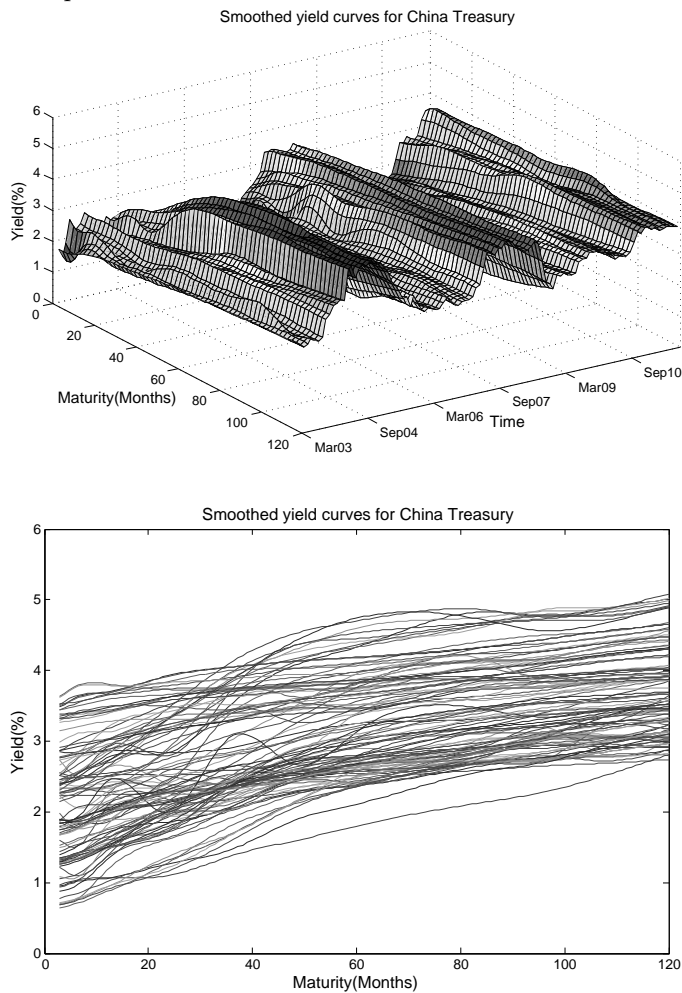 Smoothed yield curves for China Treasury
6
5
4
3
2
1
0
Yield(%)
0
20
40
60
80
100
120
Maturity(Months)
Mar03
Sep04
Mar06
Sep07
Mar09
Sep10
Time
Smoothed yield curves for China Treasury
6
5
4
3
2
1
0
Yield(%)
0
20
40
60
80
100
120
Maturity(Months)